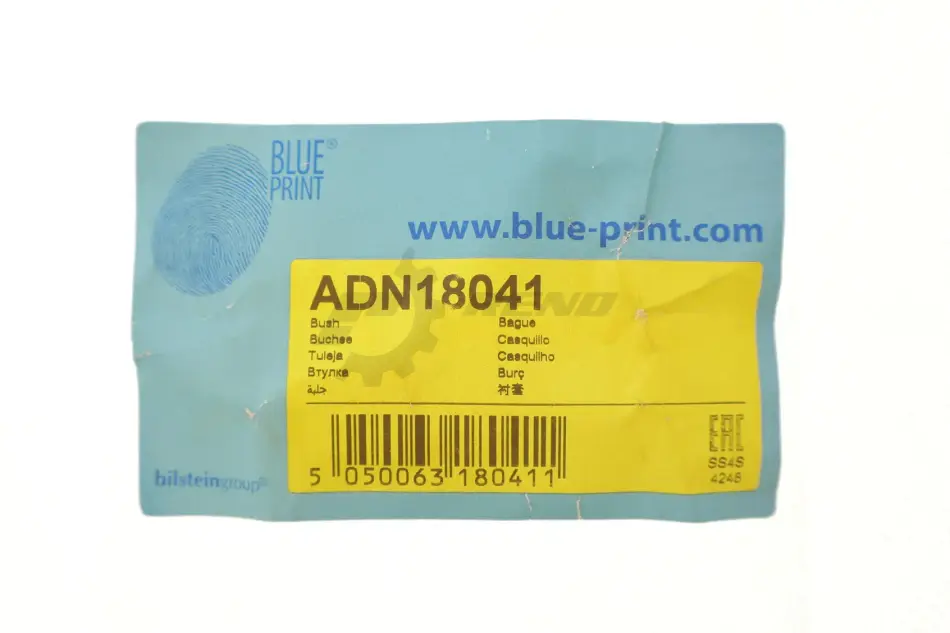 BLUE®
PRINT
www.blue-print.com
ADN18041
Bush
Bague
Buchse
Casquillo
Tuleja
Casquilho
Втулка
Burç
جلبة
衬套
5 050063 180411
EAC
SS4S
4248
bilsteingroup®